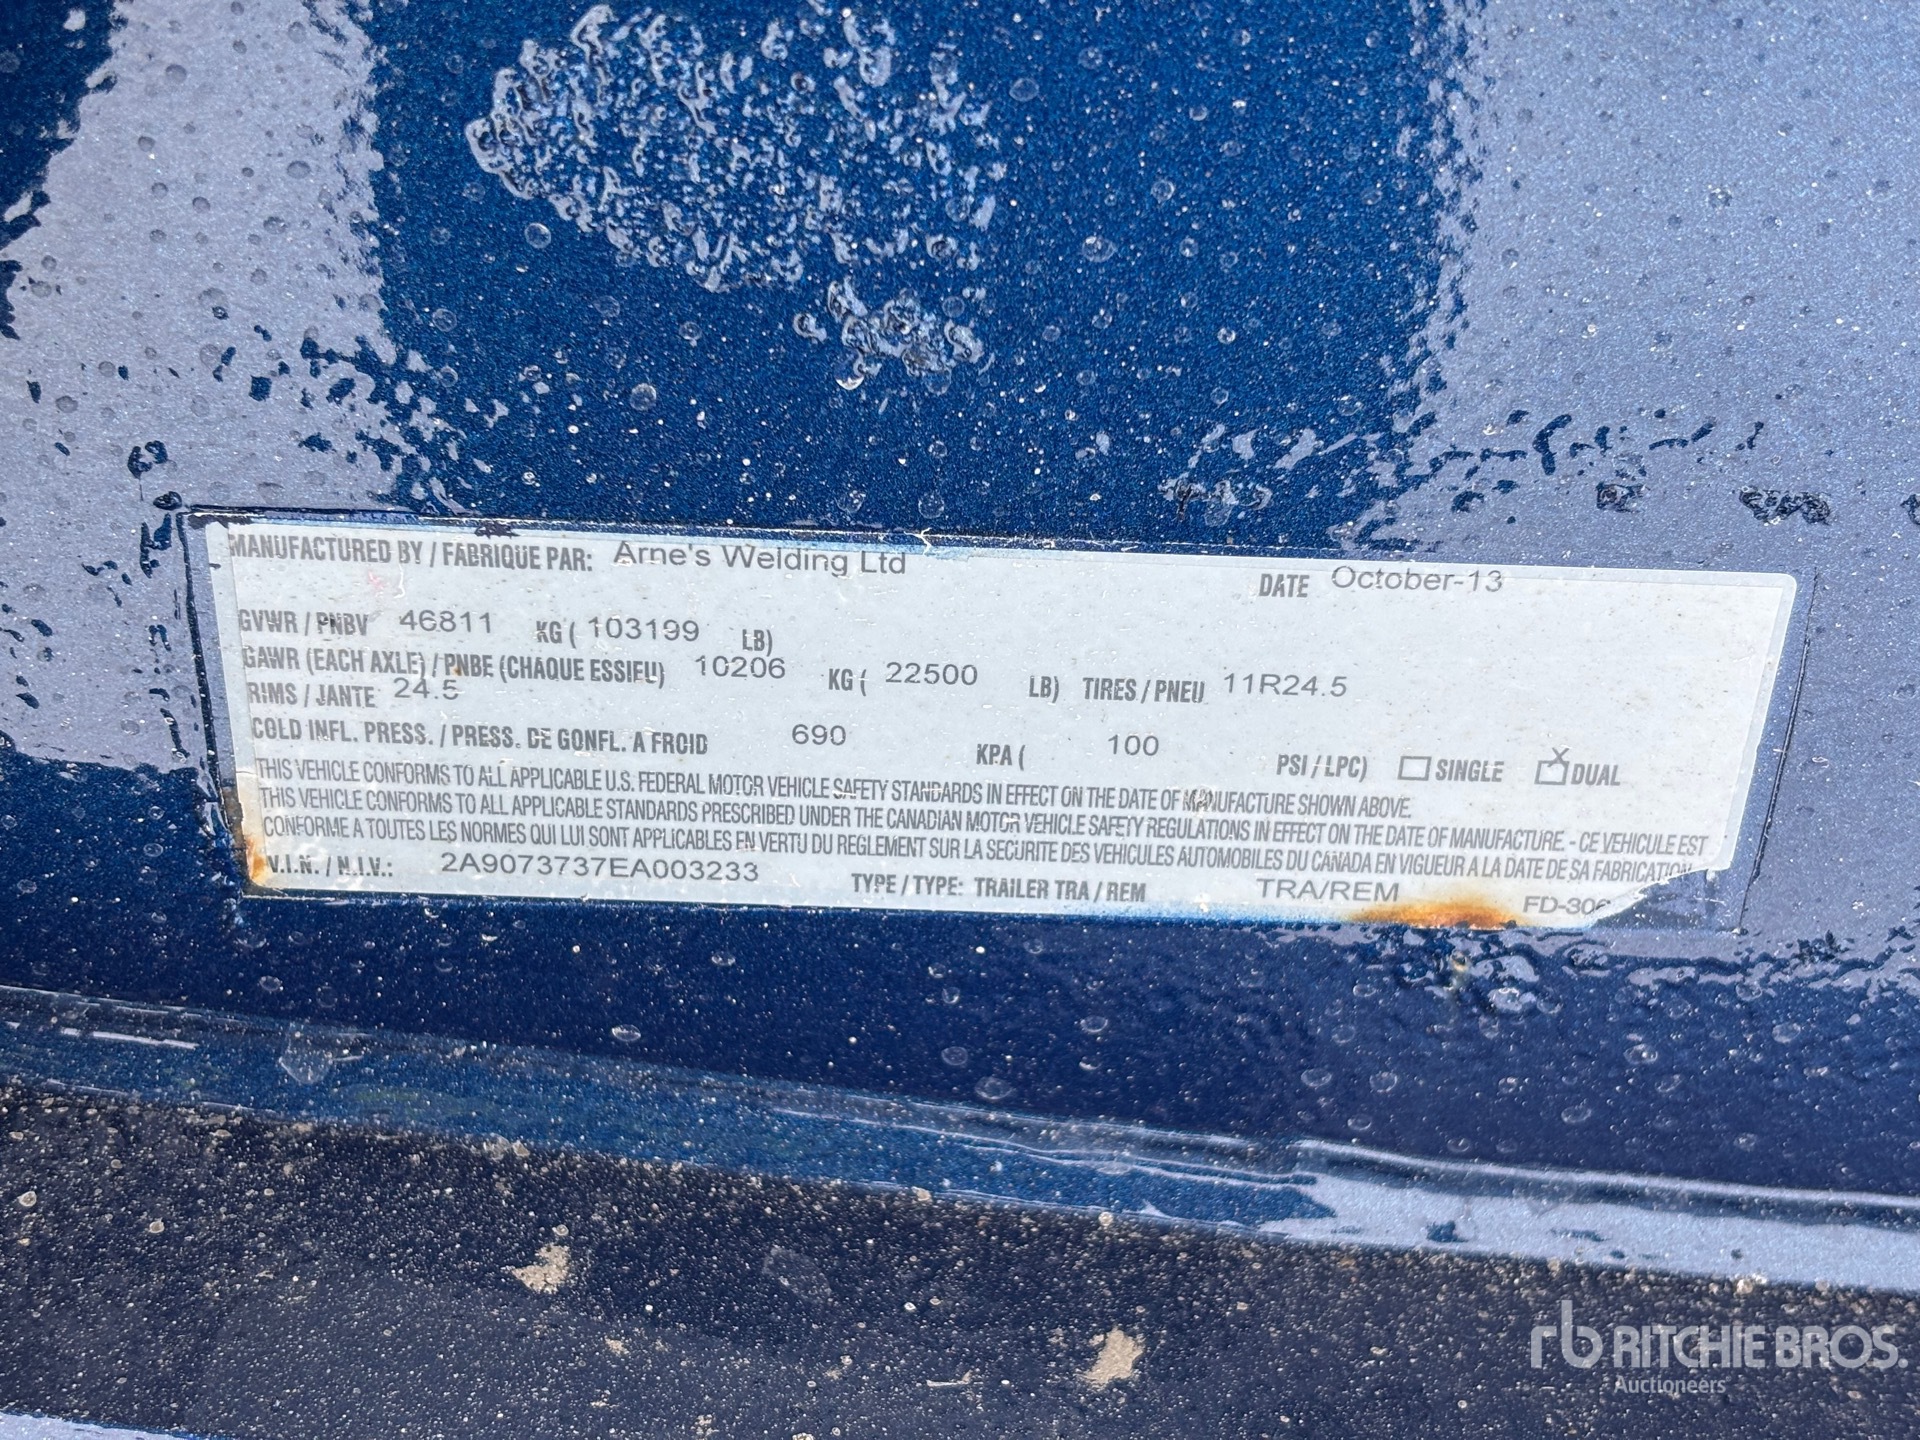 MANUFACTURED BY / FABRIQUE PAR: Arne's Welding Ltd DATE October-13
GVWR / PNBV 46811 KG ( 103199 LB)
GAWR (EACH AXLE) / PNBE (CHAQUE ESSIEU) 10206 KG ( 22500 LB) TIRES / PNEU 11R24.5
RIMS / JANTE 24.5
COLD INFL. PRESS. / PRESS. DE GONFL. A FROID 690 KPA ( 100 PSI / LPC) SINGLE X DUAL
THIS VEHICLE CONFORMS TO ALL APPLICABLE U.S. FEDERAL MOTOR VEHICLE SAFETY STANDARDS IN EFFECT ON THE DATE OF MANUFACTURE SHOWN ABOVE.
THIS VEHICLE CONFORMS TO ALL APPLICABLE STANDARDS PRESCRIBED UNDER THE CANADIAN MOTOR VEHICLE SAFETY REGULATIONS IN EFFECT ON THE DATE OF MANUFACTURE. - CE VEHICULE EST
CONFORME A TOUTES LES NORMES QUI LUI SONT APPLICABLES EN VERTU DU REGLEMENT SUR LA SECURITE DES VEHICULES AUTOMOBILES DU CANADA EN VIGUEUR A LA DATE DE SA FABRICATION
V.I.N. / N.I.V.: 2A9073737EA003233 TYPE / TYPE: TRAILER TRA / REM TRA/REM FD-306
rb RITCHIE BROS.
Auctioneers